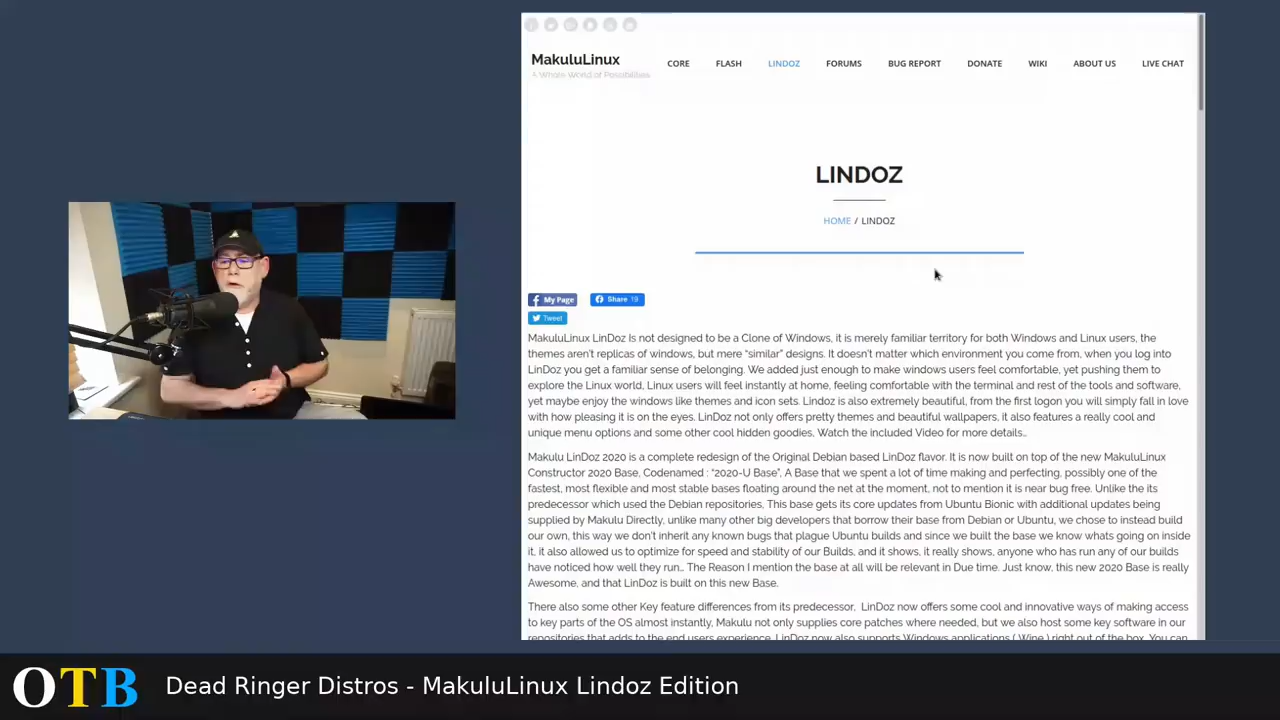 MakuluLinux
A Whole World of Possibilities
CORE FLASH LINDOZ FORUMS BUG REPORT DONATE WIKI ABOUT US LIVE CHAT
LINDOZ
HOME / LINDOZ
My Page Share 19
Tweet
MakuluLinux LinDoz Is not designed to be a Clone of Windows, it is merely familiar territory for both Windows and Linux users, the
themes aren't replicas of windows, but mere "similar" designs. It doesn't matter which environment you come from, when you log into
LinDoz you get a familiar sense of belonging. We added just enough to make windows users feel comfortable, yet pushing them to
explore the Linux world, Linux users will feel instantly at home, feeling comfortable with the terminal and rest of the tools and software,
yet maybe enjoy the windows like themes and icon sets. Lindoz is also extremely beautiful, from the first logon you will simply fall in love
with how pleasing it is on the eyes. LinDoz not only offers pretty themes and beautiful wallpapers, it also features a really cool and
unique menu options and some other cool hidden goodies, Watch the included Video for more details...
Makulu LinDoz 2020 is a complete redesign of the Original Debian based LinDoz flavor. It is now built on top of the new MakuluLinux
Constructor 2020 Base, Codenamed : "2020-U Base", A Base that we spent a lot of time making and perfecting, possibly one of the
fastest, most flexible and most stable bases floating around the net at the moment, not to mention it is near bug free. Unlike the its
predecessor which used the Debian repositories, This base gets its core updates from Ubuntu Bionic with additional updates being
supplied by Makulu Directly, unlike many other big developers that borrow their base from Debian or Ubuntu, we chose to instead build
our own, this way we don't inherit any known bugs that plague Ubuntu builds and since we built the base we know whats going on inside
it, it also allowed us to optimize for speed and stability of our Builds, and it shows, it really shows, anyone who has run any of our builds
have noticed how well they run... The Reason I mention the base at all will be relevant in Due time. Just know, this new 2020 Base is really
Awesome, and that LinDoz is built on this new Base.
There also some other Key feature differences from its predecessor, LinDoz now offers some cool and innovative ways of making access
to key parts of the OS almost instantly, Makulu not only supplies core patches where needed, but we also host some key software in our
repositories that adds to the end users experience. LinDoz now also supports Windows applications ( Wine ) right out of the box. You can
OTB Dead Ringer Distros - MakuluLinux Lindoz Edition